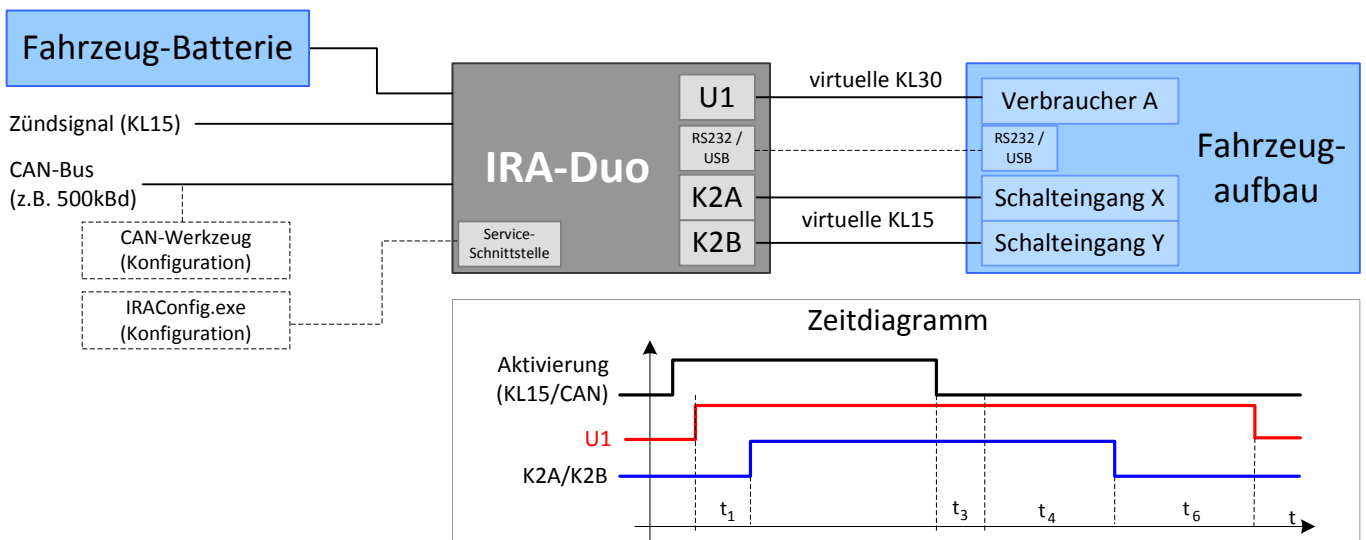 Fahrzeug-Batterie
Zündsignal (KL15)
CAN-Bus
(z.B. 500kBd)
CAN-Werkzeug
(Konfiguration)
IRAConfig.exe
(Konfiguration)
IRA-Duo
Service-
Schnittstelle
U1
RS232 /
USB
K2A
K2B
virtuelle KL30
virtuelle KL15
Verbraucher A
RS232 /
USB
Schalteingang X
Schalteingang Y
Fahrzeug-
aufbau
Zeitdiagramm
Aktivierung
(KL15/CAN)
U1
K2A/K2B
t1 t3 t4 t6 t